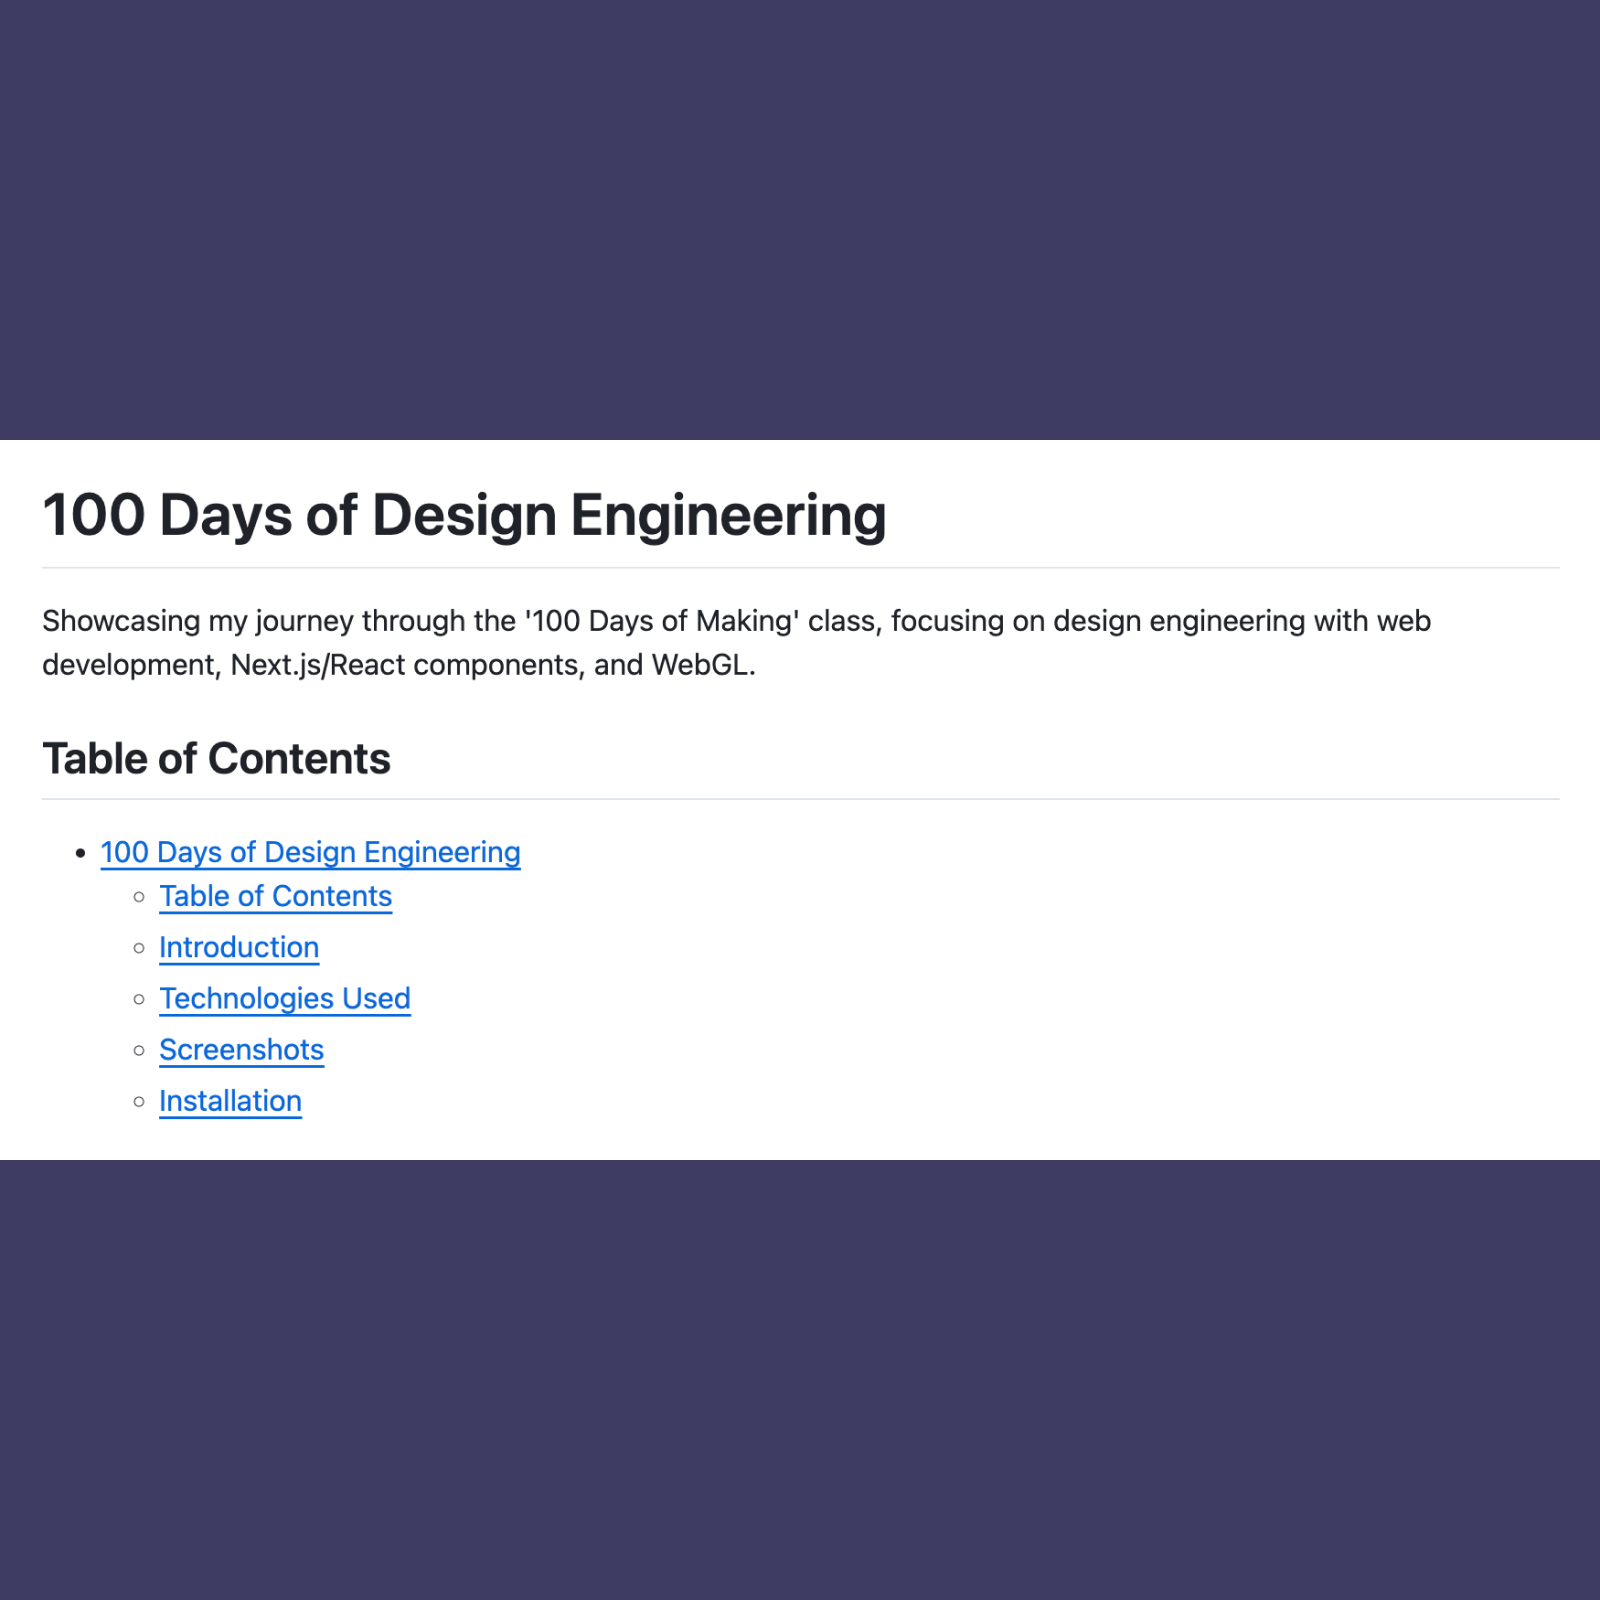 100 Days of Design Engineering
Showcasing my journey through the '100 Days of Making' class, focusing on design engineering with web
development, Next.js/React components, and WebGL.
Table of Contents
100 Days of Design Engineering
Table of Contents
Introduction
Technologies Used
Screenshots
Installation